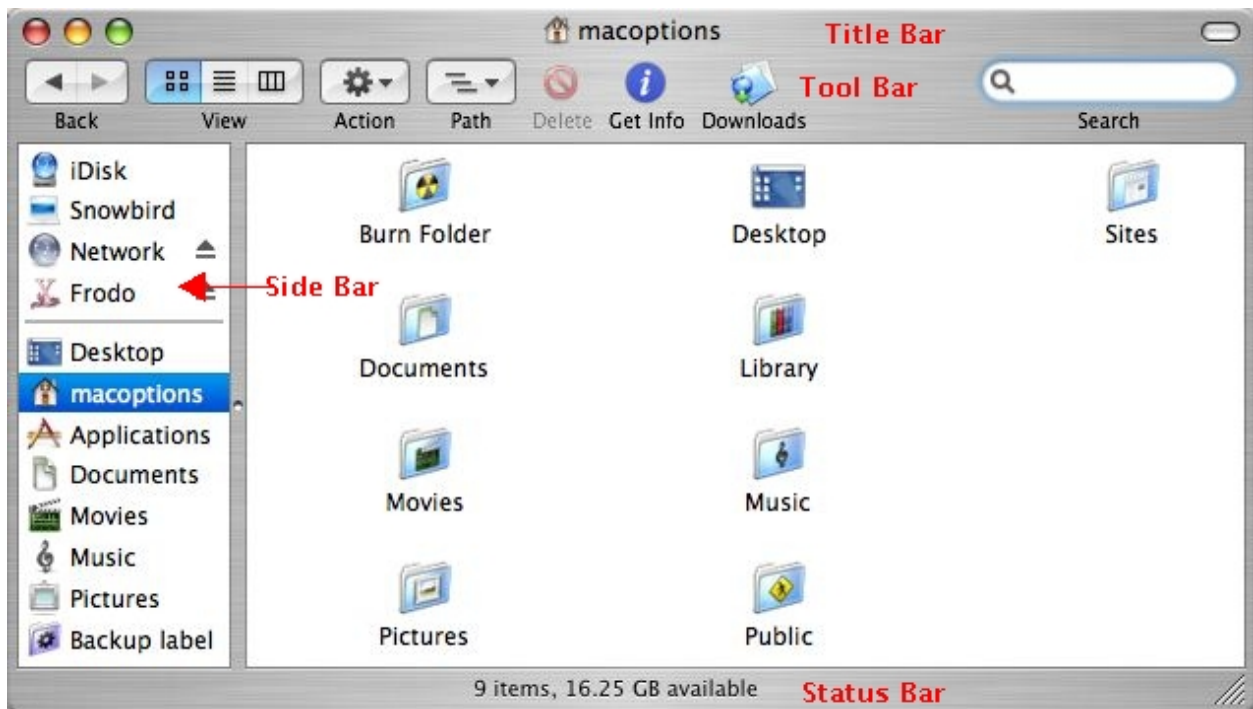 macoptions Title Bar
Tool Bar
Back View Action Path Delete Get Info Downloads Search
iDisk
Snowbird
Network
Frodo
Side Bar
Desktop
macoptions
Applications
Documents
Movies
Music
Pictures
Backup label
Burn Folder Desktop Sites
Documents Library
Movies Music
Pictures Public
9 items, 16.25 GB available Status Bar